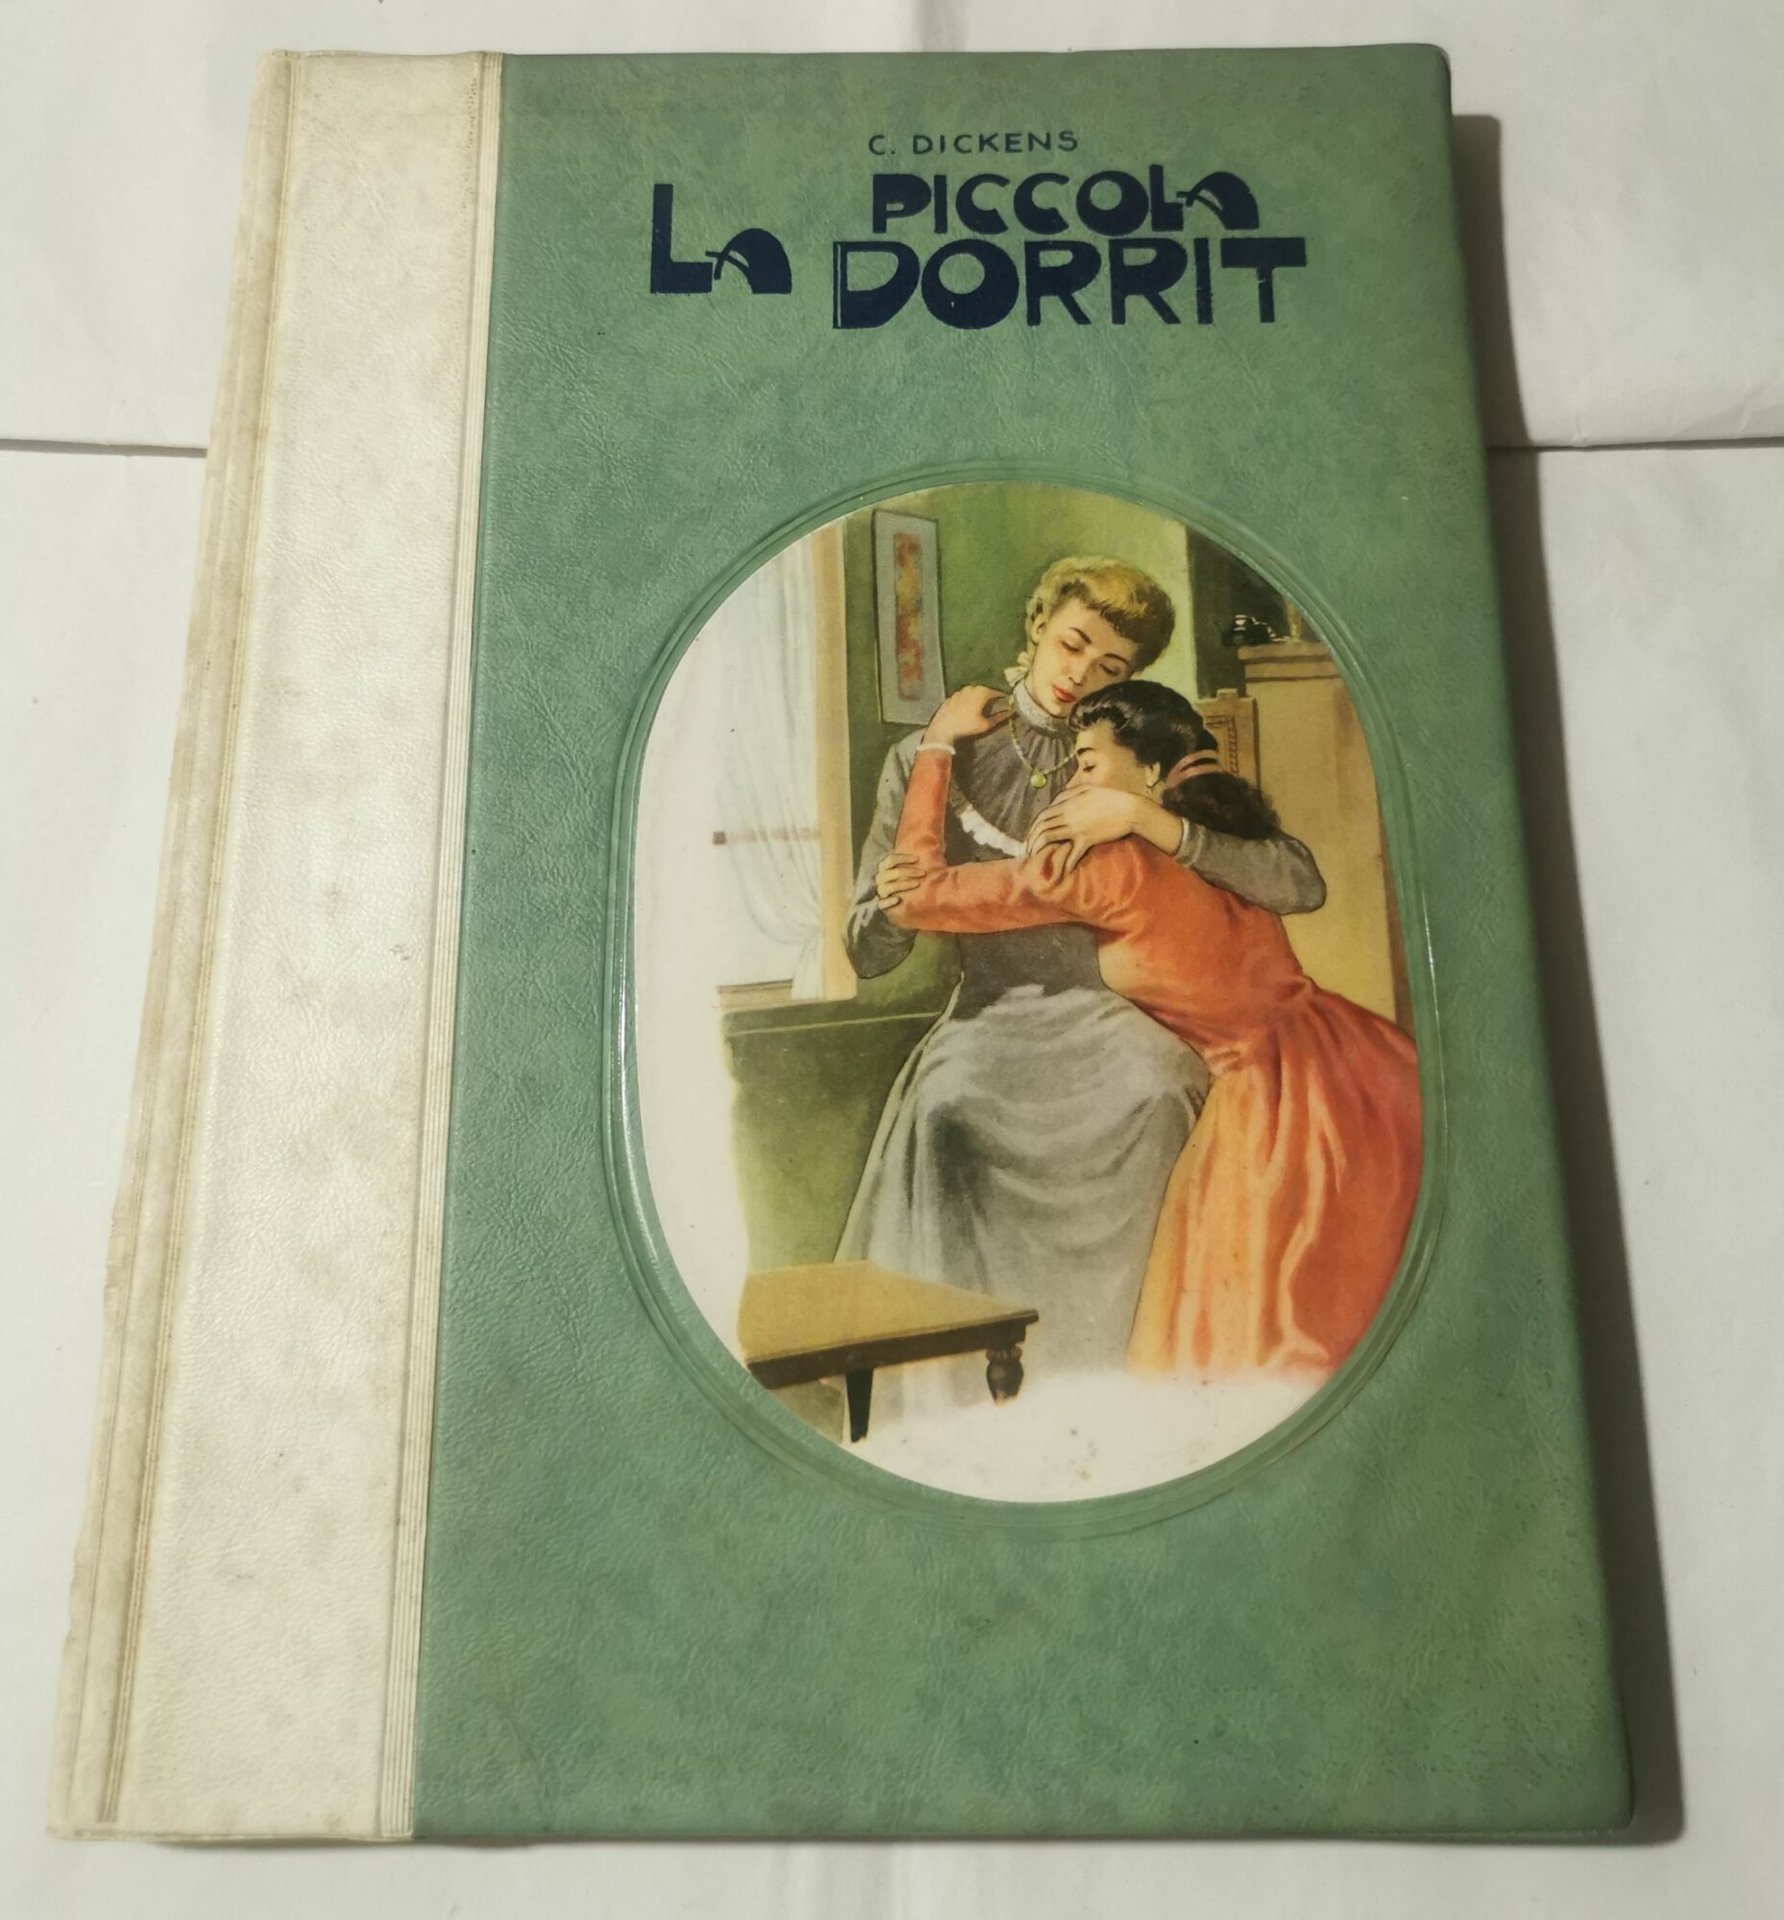 C. DICKENS
LA PICCOLA
DORRIT